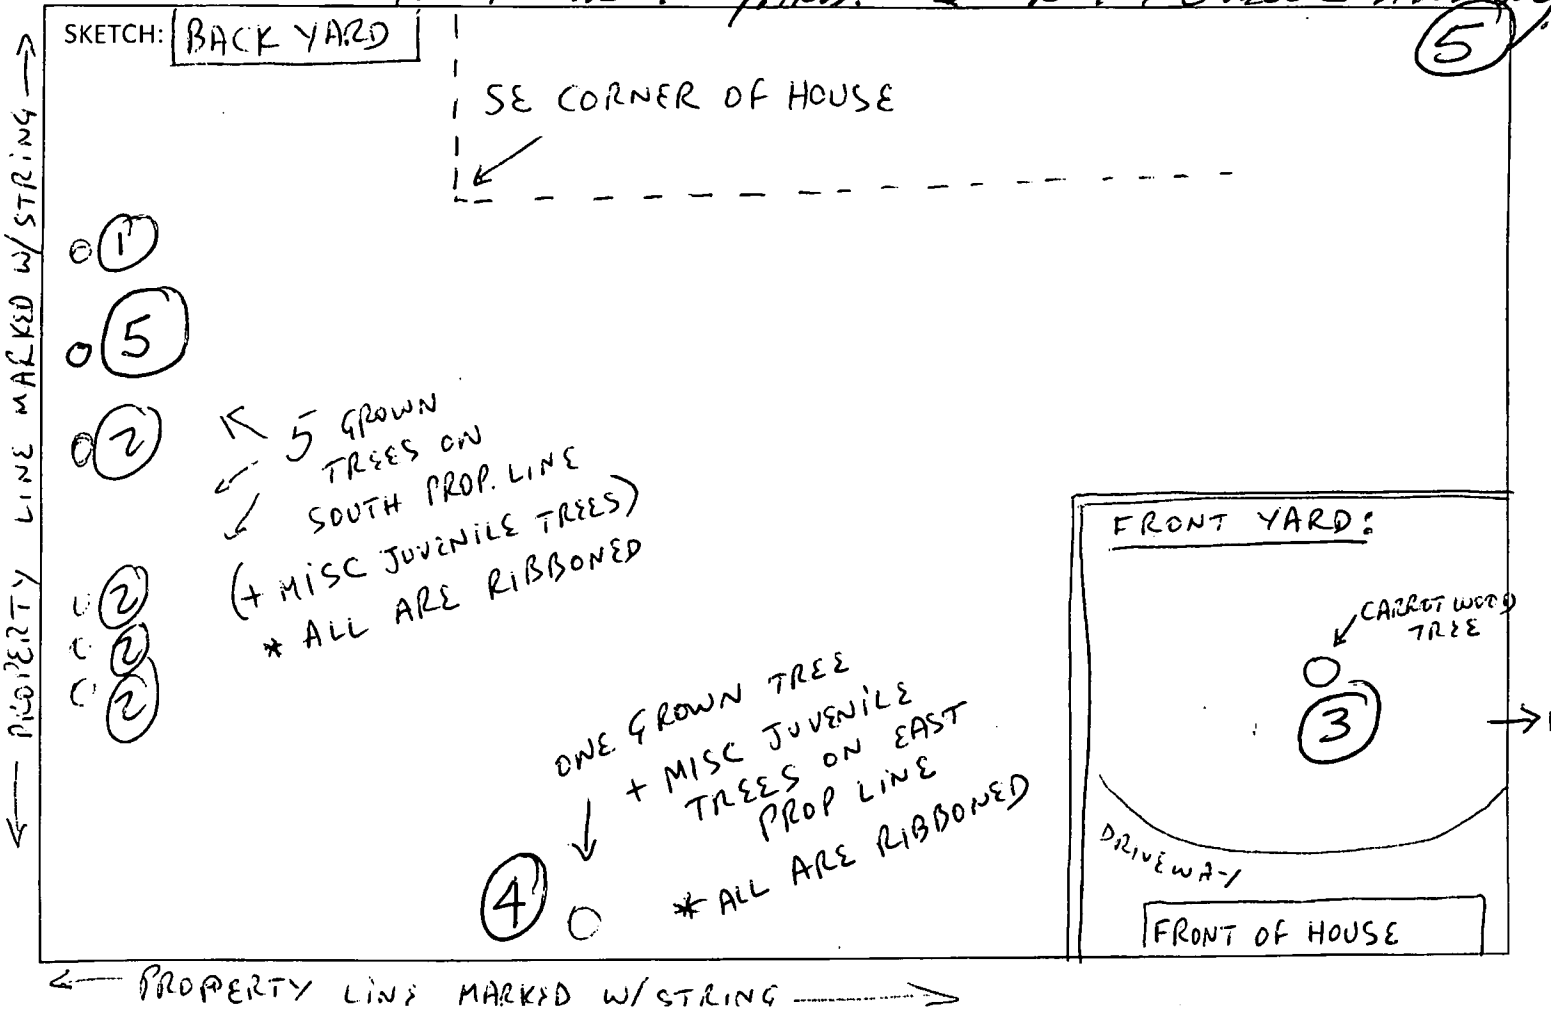 SKETCH: BACK YARD
5
SE CORNER OF HOUSE
PROPERTY LINE MARKED W/STRING
1
5
2
5 GROWN
TREES ON
SOUTH PROP. LINE
(+ MISC JUVENILE TREES)
* ALL ARE RIBBONED
2
2
2
ONE GROWN TREE
+ MISC JUVENILE
TREES ON EAST
PROP LINE
* ALL ARE RIBBONED
4
FRONT YARD:
CARROTWOOD
TREE
3
DRIVEWAY
FRONT OF HOUSE
PROPERTY LINE MARKED W/STRING